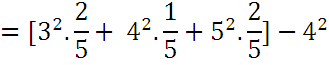 = [3².2/5 + 4².1/5 + 5².2/5] − 4²